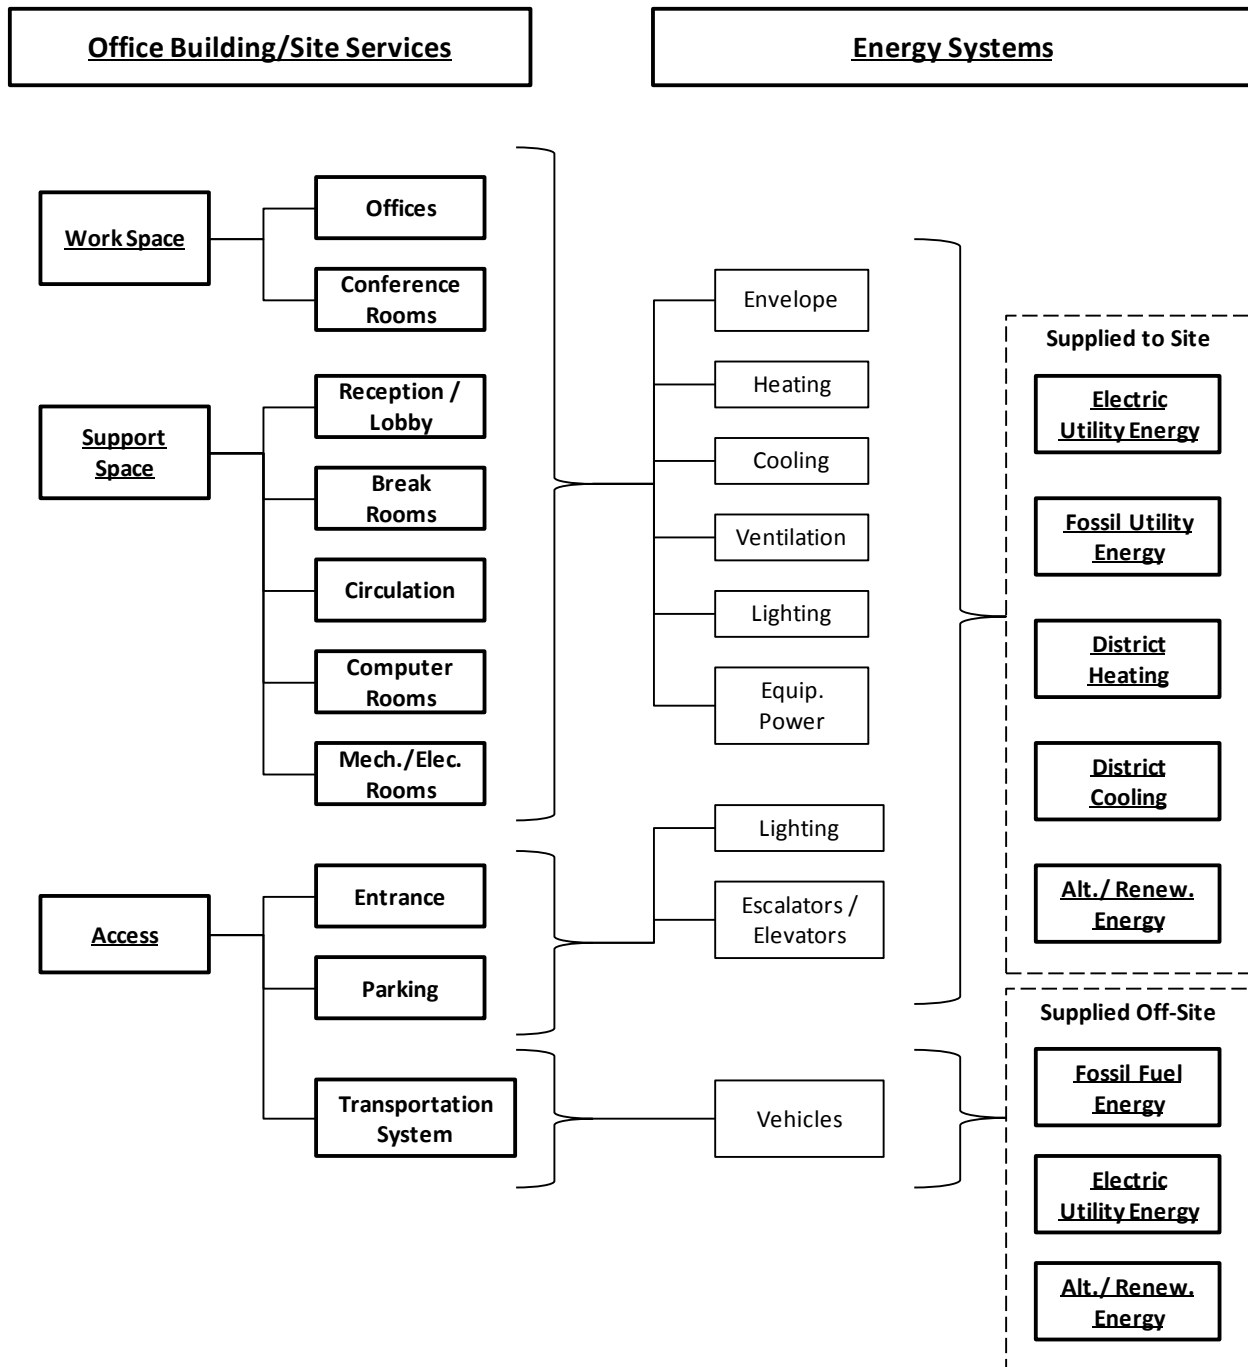 Office Building/Site Services
Energy Systems
Work Space
Offices
Conference
Rooms
Support
Space
Reception /
Lobby
Break
Rooms
Circulation
Computer
Rooms
Mech./Elec.
Rooms
Access
Entrance
Parking
Transportation
System
Envelope
Heating
Cooling
Ventilation
Lighting
Equip.
Power
Lighting
Escalators /
Elevators
Vehicles
Supplied to Site
Electric
Utility Energy
Fossil Utility
Energy
District
Heating
District
Cooling
Alt./ Renew.
Energy
Supplied Off-Site
Fossil Fuel
Energy
Electric
Utility Energy
Alt./ Renew.
Energy